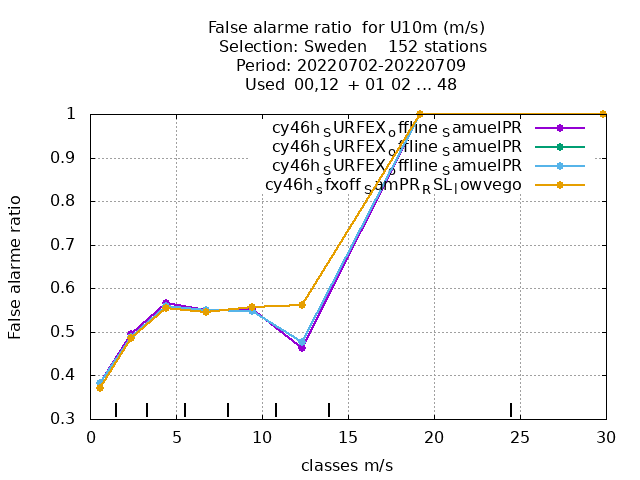 False alarme ratio  for U10m (m/s)
Selection: Sweden    152 stations
Period: 20220702-20220709
Used  00,12  + 01 02 ... 48
cy46h_SURFEX_offline_SamuelPR
cy46h_SURFEX_offline_SamuelPR
cy46h_SURFEX_offline_SamuelPR
cy46h_sfxoff_SamPR_RSL_lowvego
1
0.9
0.8
0.7
0.6
0.5
0.4
0.3
False alarme ratio
0 5 10 15 20 25 30
classes m/s